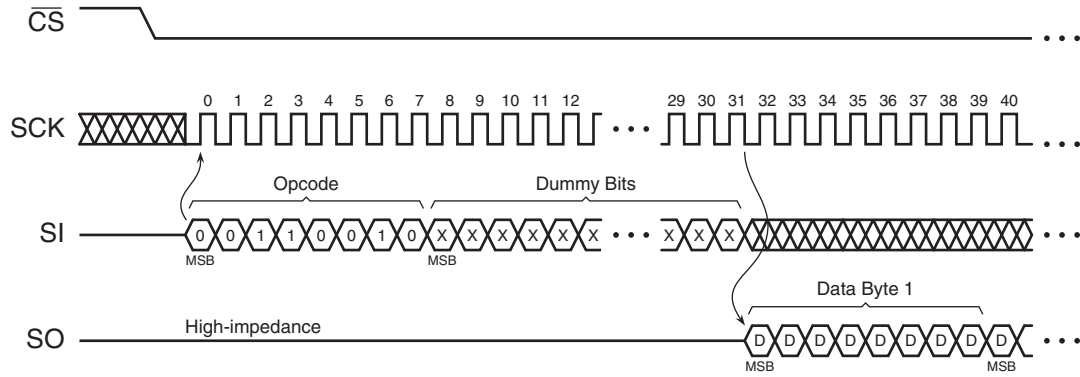 CS
SCK
0 1 2 3 4 5 6 7 8 9 10 11 12 29 30 31 32 33 34 35 36 37 38 39 40
Opcode Dummy Bits
SI
0 0 1 1 0 0 1 0 X X X X X X X X X
MSB MSB
Data Byte 1
High-impedance
SO
D D D D D D D D D
MSB MSB